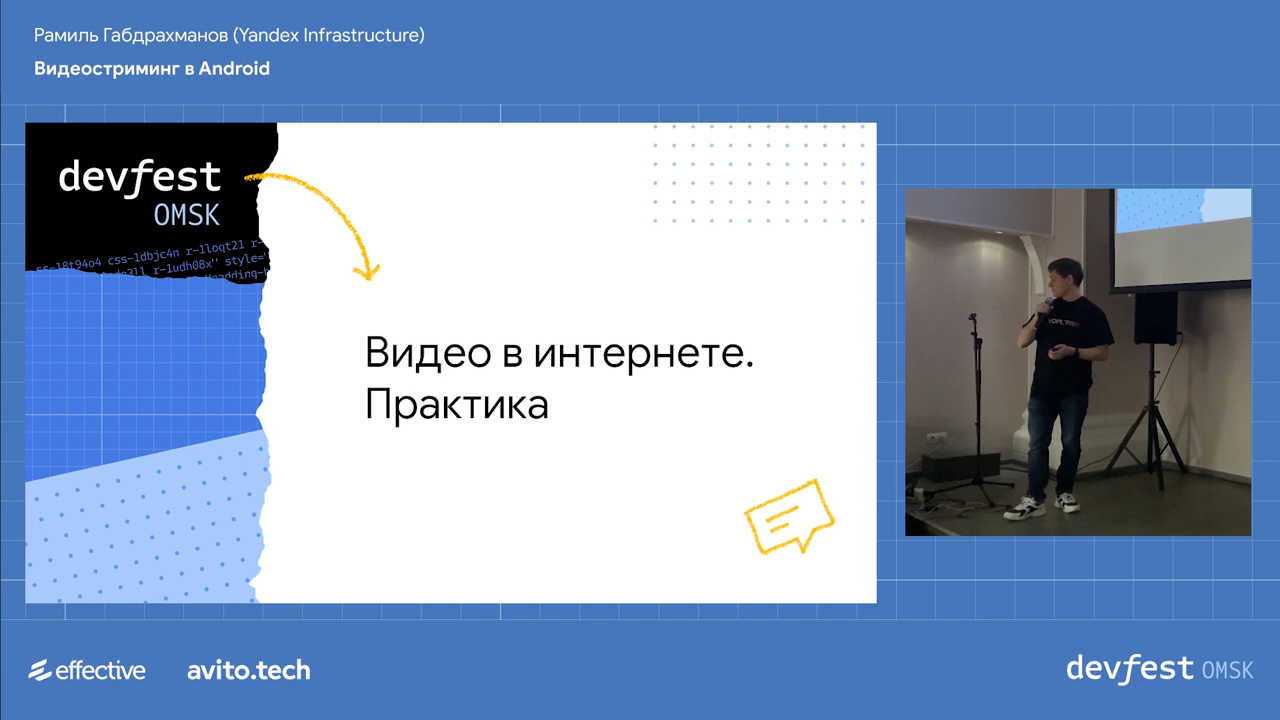 Рамиль Габдрахманов (Yandex Infrastructure)
Видеостриминг в Android
devfest
OMSK
Видео в интернете.
Практика
effective
avito.tech
devfest OMSK